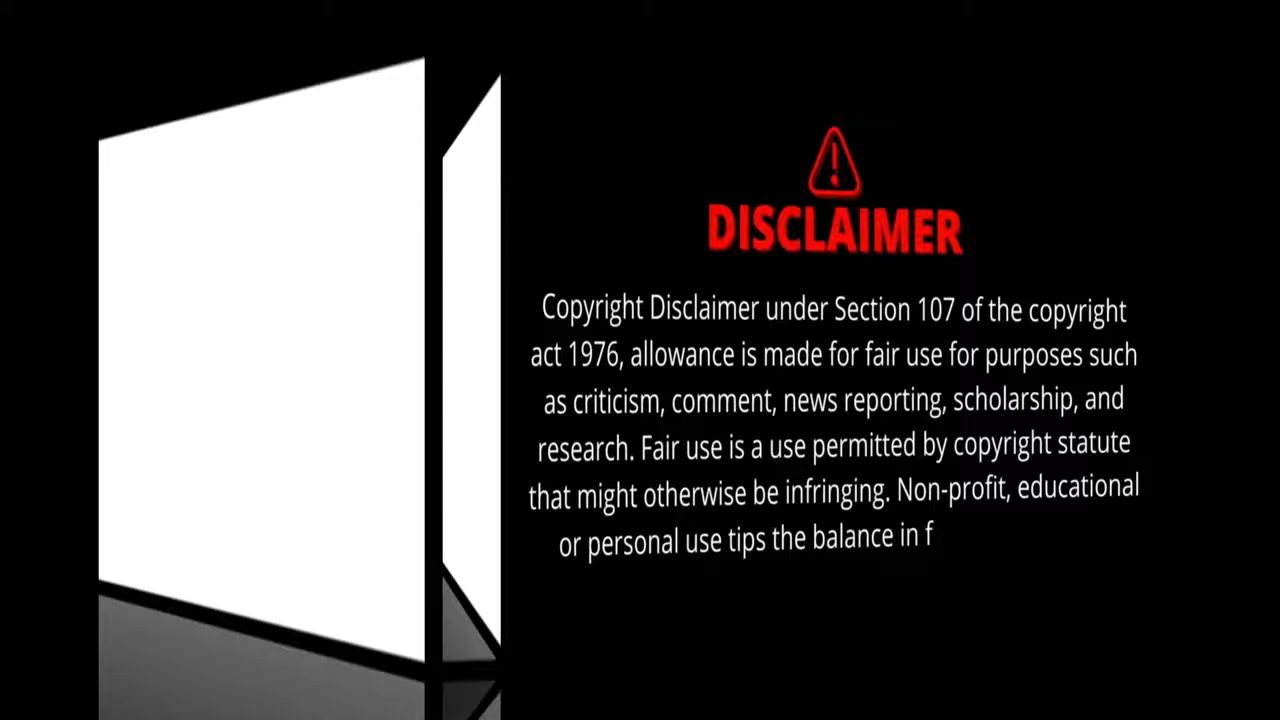 DISCLAIMER
Copyright Disclaimer under Section 107 of the copyright
act 1976, allowance is made for fair use for purposes such
as criticism, comment, news reporting, scholarship, and
research. Fair use is a use permitted by copyright statute
that might otherwise be infringing. Non-profit, educational
or personal use tips the balance in f